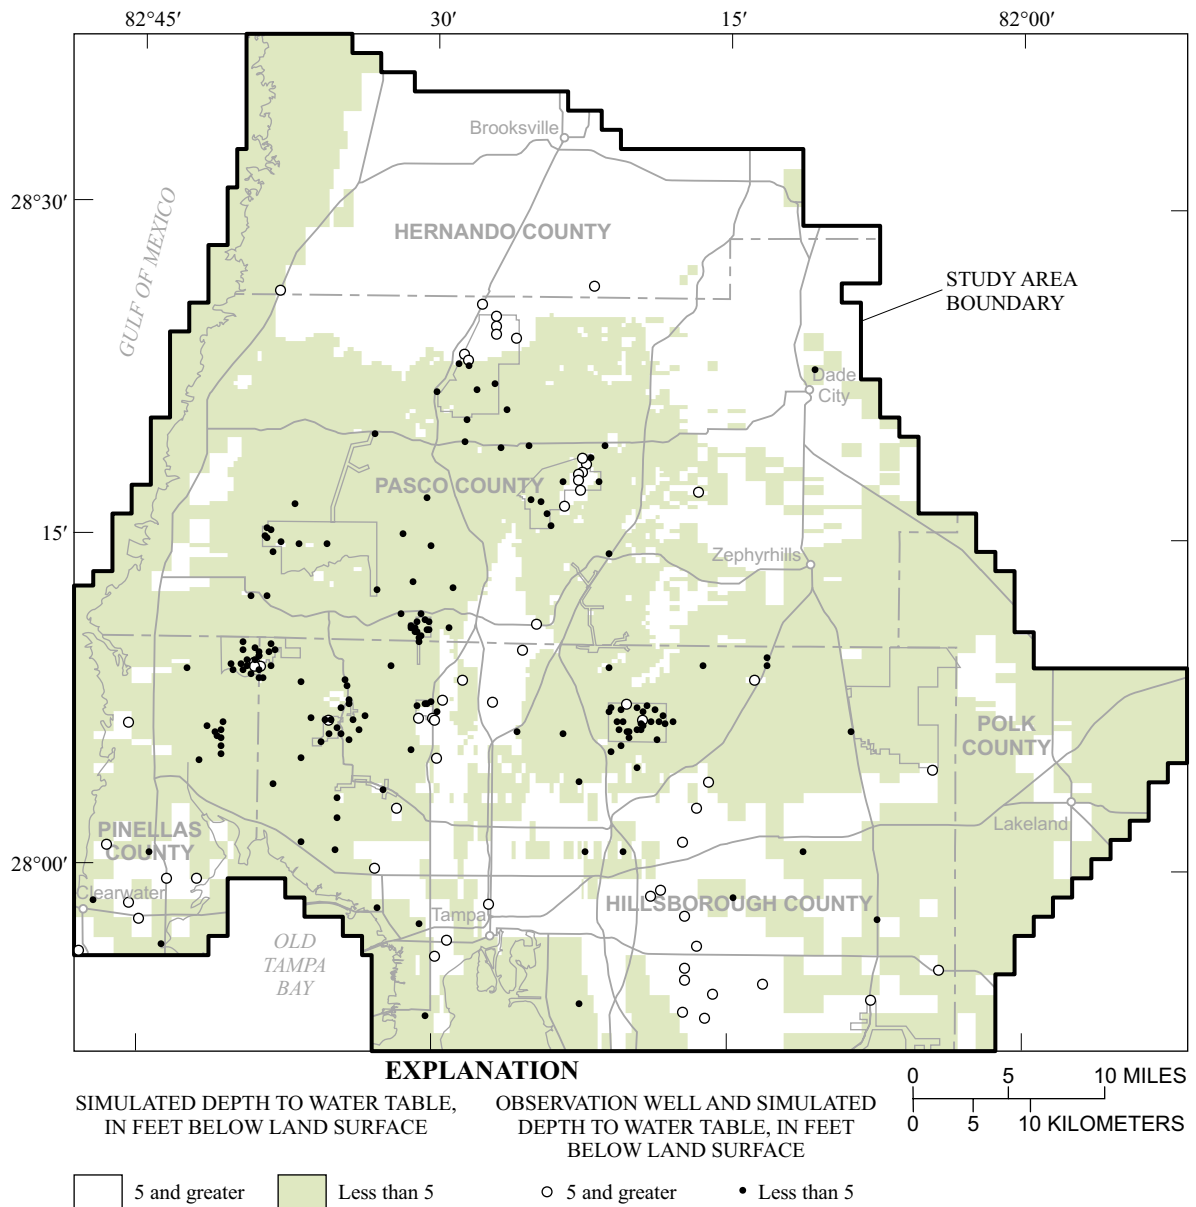 82°45′
30′
15′
82°00′
Brooksville
28°30′
HERNANDO COUNTY
GULF OF MEXICO
STUDY AREA
BOUNDARY
Dade
City
PASCO COUNTY
15′
Zephyrhills
POLK
COUNTY
PINELLAS
COUNTY
Lakeland
28°00′
Clearwater
HILLSBOROUGH COUNTY
Tampa
OLD
TAMPA
BAY
EXPLANATION
SIMULATED DEPTH TO WATER TABLE,
IN FEET BELOW LAND SURFACE
5 and greater
Less than 5
OBSERVATION WELL AND SIMULATED
DEPTH TO WATER TABLE, IN FEET
BELOW LAND SURFACE
5 and greater
Less than 5
0 5 10 MILES
0 5 10 KILOMETERS